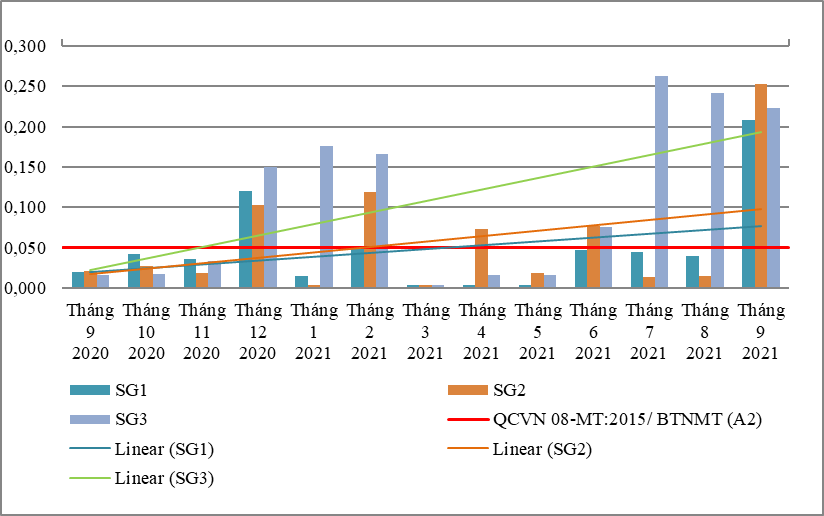 0,300
0,250
0,200
0,150
0,100
0,050
0,000
Tháng Tháng Tháng Tháng Tháng Tháng Tháng Tháng Tháng Tháng Tháng Tháng Tháng
9 10 11 12 1 2 3 4 5 6 7 8 9
2020 2020 2020 2020 2021 2021 2021 2021 2021 2021 2021 2021 2021
SG1 SG2
SG3 QCVN 08-MT:2015/ BTNMT (A2)
Linear (SG1) Linear (SG2)
Linear (SG3)